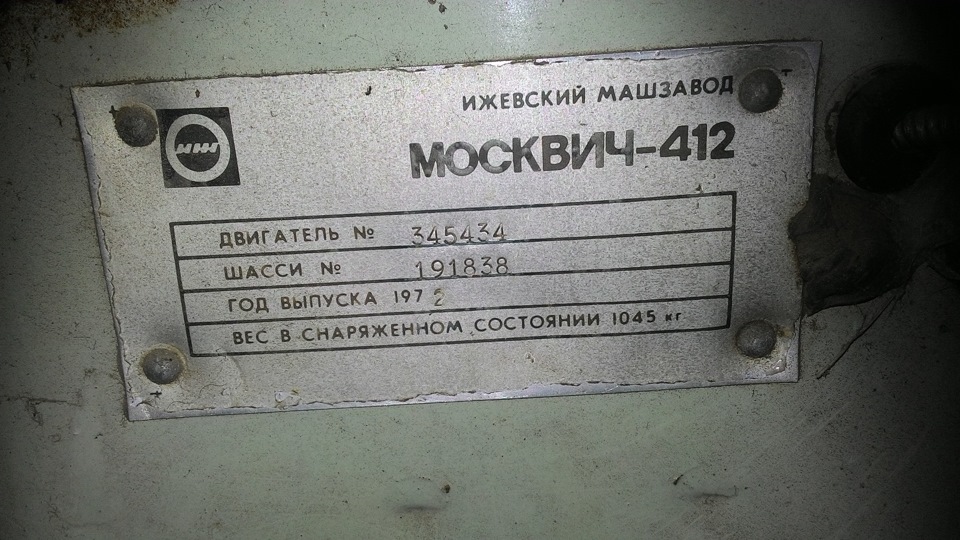 ИЖЕВСКИЙ МАШЗАВОД
МОСКВИЧ-412
ДВИГАТЕЛЬ № 345434
ШАССИ № 191838
ГОД ВЫПУСКА 1972
ВЕС В СНАРЯЖЕННОМ СОСТОЯНИИ 1045 кг